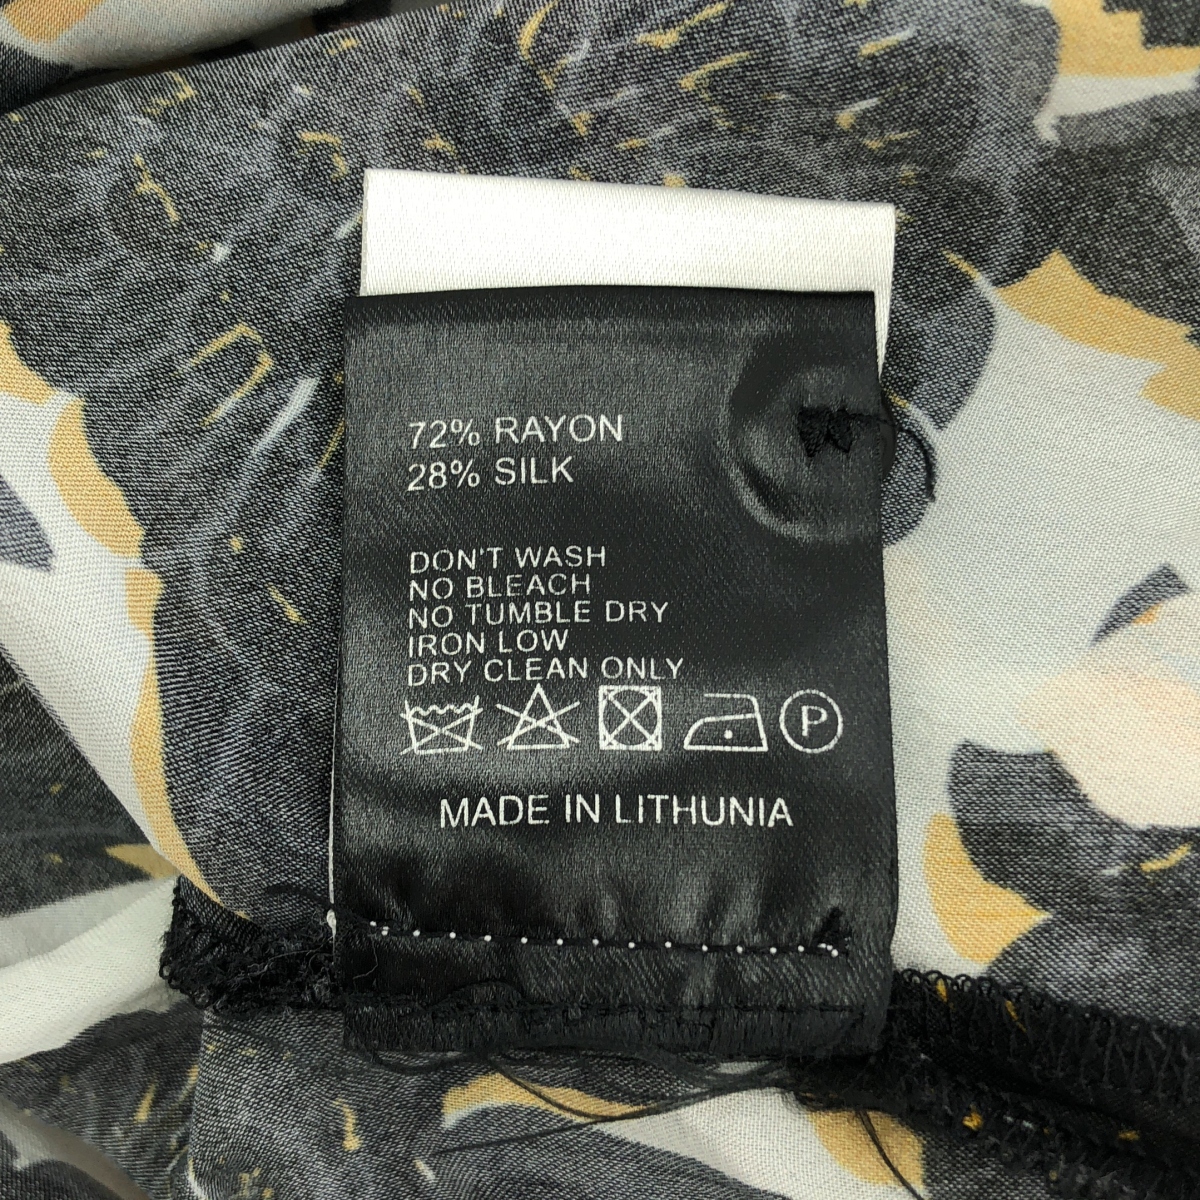 72% RAYON
28% SILK
DON'T WASH
NO BLEACH
NO TUMBLE DRY
IRON LOW
DRY CLEAN ONLY
P
MADE IN LITHUNIA